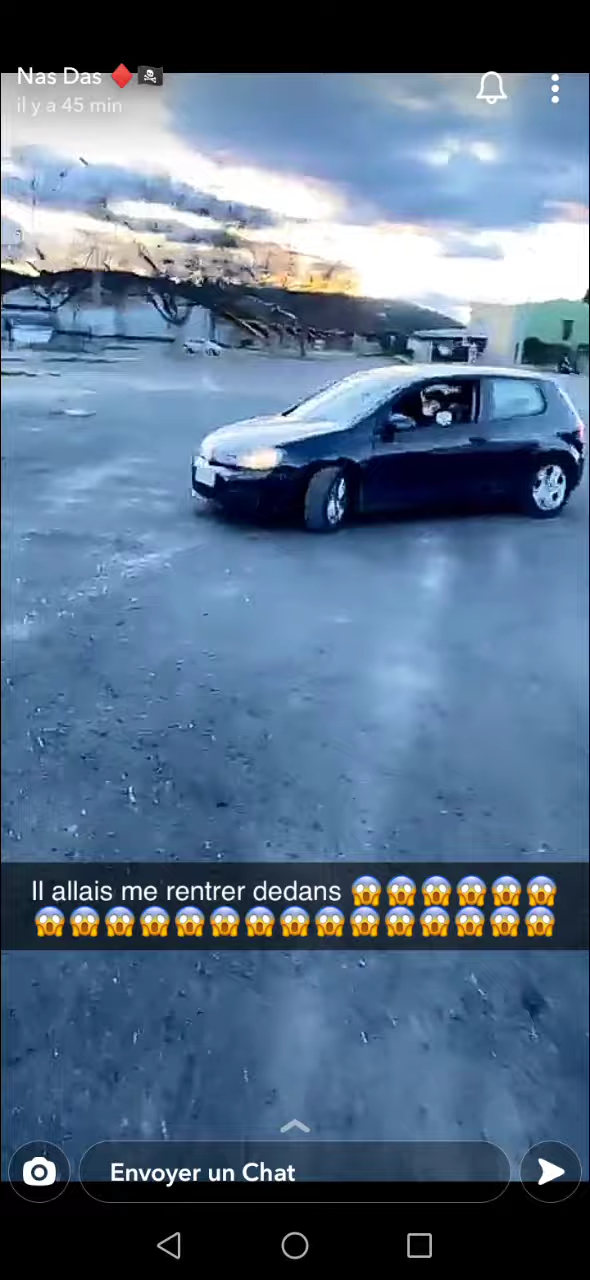 Nas Das ♦️🏴‍☠️
il y a 45 min
Il allais me rentrer dedans 😱😱😱😱😱😱
😱😱😱😱😱😱😱😱😱😱😱😱😱😱😱
Envoyer un Chat